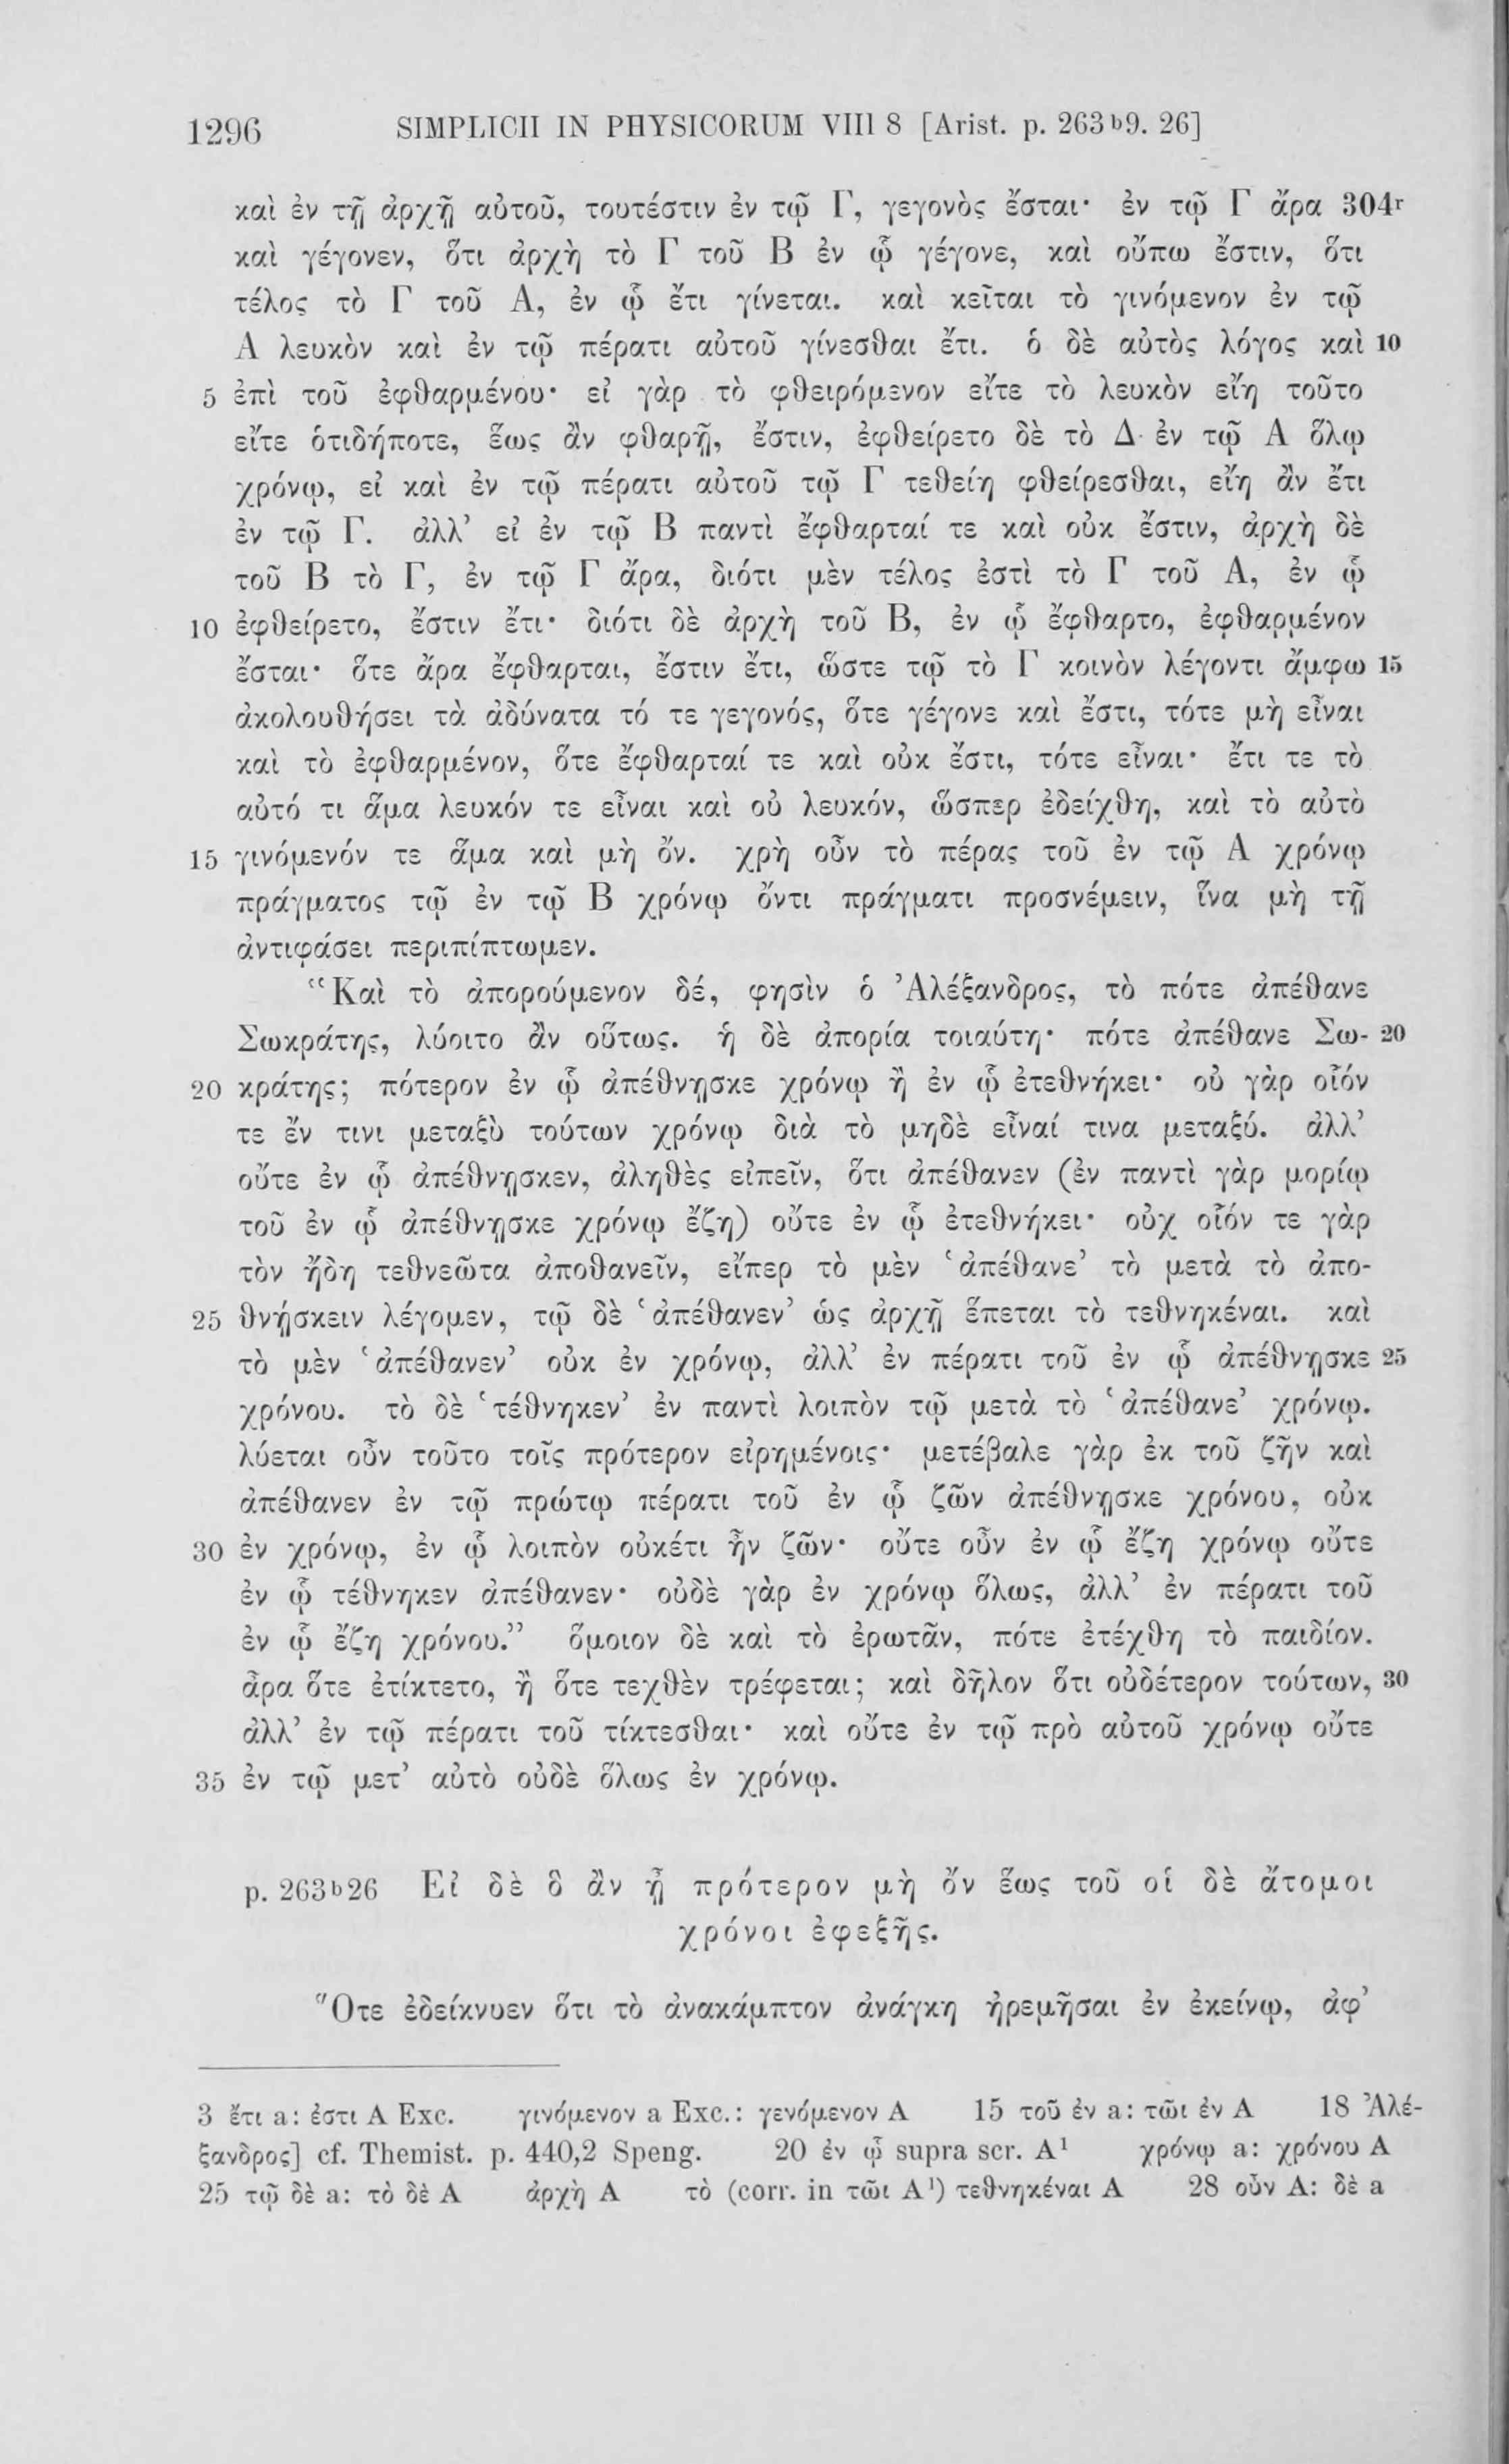 1296 SIMPLICII IN PHYSICORUM VIII 8 [Arist. p. 263ᵇ9. 26]
καὶ ἐν τῇ ἀρχῇ αὐτοῦ, τουτέστιν ἐν τῷ Γ, γεγονὸς ἔσται· ἐν τῷ Γ ἄρα 304ʳ
καὶ γέγονεν, ὅτι ἀρχὴ τὸ Γ τοῦ Β ἐν ᾧ γέγονε, καὶ οὔπω ἔστιν, ὅτι
τέλος τὸ Γ τοῦ Α, ἐν ᾧ ἔτι γίνεται. καὶ κεῖται τὸ γινόμενον ἐν τῷ
Α λευκὸν καὶ ἐν τῷ πέρατι αὐτοῦ γίνεσθαι ἔτι. ὁ δὲ αὐτὸς λόγος καὶ 10
5 ἐπὶ τοῦ ἐφθαρμένου· εἰ γὰρ τὸ φθειρόμενον εἴτε τὸ λευκὸν εἴη τοῦτο
εἴτε ὁτιδήποτε, ἕως ἂν φθαρῇ, ἔστιν, ἐφθείρετο δὲ τὸ Δ ἐν τῷ Α ὅλῳ
χρόνῳ, εἰ καὶ ἐν τῷ πέρατι αὐτοῦ τῷ Γ τεθείη φθείρεσθαι, εἴη ἂν ἔτι
ἐν τῷ Γ. ἀλλ’ εἰ ἐν τῷ Β παντὶ ἔφθαρταί τε καὶ οὐκ ἔστιν, ἀρχὴ δὲ
τοῦ Β τὸ Γ, ἐν τῷ Γ ἄρα, διότι μὲν τέλος ἐστὶ τὸ Γ τοῦ Α, ἐν ᾧ
10 ἐφθείρετο, ἔστιν ἔτι· διότι δὲ ἀρχὴ τοῦ Β, ἐν ᾧ ἔφθαρτο, ἐφθαρμένον
ἔσται· ὅτε ἄρα ἔφθαρται, ἔστιν ἔτι, ὥστε τῷ τὸ Γ κοινὸν λέγοντι ἄμφω 15
ἀκολουθήσει τὰ ἀδύνατα τό τε γεγονός, ὅτε γέγονε καὶ ἔστι, τότε μὴ εἶναι
καὶ τὸ ἐφθαρμένον, ὅτε ἔφθαρταί τε καὶ οὐκ ἔστι, τότε εἶναι· ἔτι τε τὸ
αὐτό τι ἅμα λευκόν τε εἶναι καὶ οὐ λευκόν, ὥσπερ ἐδείχθη, καὶ τὸ αὐτὸ
15 γινόμενόν τε ἅμα καὶ μὴ ὄν. χρὴ οὖν τὸ πέρας τοῦ ἐν τῷ Α χρόνῳ
πράγματος τῷ ἐν τῷ Β χρόνῳ ὄντι πράγματι προσνέμειν, ἵνα μὴ τῇ
ἀντιφάσει περιπίπτωμεν.
“Καὶ τὸ ἀπορούμενον δέ, φησὶν ὁ Ἀλέξανδρος, τὸ πότε ἀπέθανε
Σωκράτης, λύοιτο ἂν οὕτως. ἡ δὲ ἀπορία τοιαύτη· πότε ἀπέθανε Σω- 20
20 κράτης; πότερον ἐν ᾧ ἀπέθνῃσκε χρόνῳ ἢ ἐν ᾧ ἐτεθνήκει· οὐ γὰρ οἷόν
τε ἔν τινι μεταξὺ τούτων χρόνῳ διὰ τὸ μηδὲ εἶναί τινα μεταξύ. ἀλλ’
οὔτε ἐν ᾧ ἀπέθνῃσκεν, ἀληθὲς εἰπεῖν, ὅτι ἀπέθανεν (ἐν παντὶ γὰρ μορίῳ
τοῦ ἐν ᾧ ἀπέθνῃσκε χρόνῳ ἔζη) οὔτε ἐν ᾧ ἐτεθνήκει· οὐχ οἷόν τε γὰρ
τὸν ἤδη τεθνεῶτα ἀποθανεῖν, εἴπερ τὸ μὲν ‘ἀπέθανε’ τὸ μετὰ τὸ ἀπο-
25 θνῄσκειν λέγομεν, τῷ δὲ ‘ἀπέθανεν’ ὡς ἀρχῇ ἕπεται τὸ τεθνηκέναι. καὶ
τὸ μὲν ‘ἀπέθανεν’ οὐκ ἐν χρόνῳ, ἀλλ’ ἐν πέρατι τοῦ ἐν ᾧ ἀπέθνῃσκε 25
χρόνου. τὸ δὲ ‘τέθνηκεν’ ἐν παντὶ λοιπὸν τῷ μετὰ τὸ ‘ἀπέθανε’ χρόνῳ.
λύεται οὖν τοῦτο τοῖς πρότερον εἰρημένοις· μετέβαλε γὰρ ἐκ τοῦ ζῆν καὶ
ἀπέθανεν ἐν τῷ πρώτῳ πέρατι τοῦ ἐν ᾧ ζῶν ἀπέθνῃσκε χρόνου, οὐκ
30 ἐν χρόνῳ, ἐν ᾧ λοιπὸν οὐκέτι ἦν ζῶν· οὔτε οὖν ἐν ᾧ ἔζη χρόνῳ οὔτε
ἐν ᾧ τέθνηκεν ἀπέθανεν· οὐδὲ γὰρ ἐν χρόνῳ ὅλως, ἀλλ’ ἐν πέρατι τοῦ
ἐν ᾧ ἔζη χρόνου.” ὅμοιον δὲ καὶ τὸ ἐρωτᾶν, πότε ἐτέχθη τὸ παιδίον.
ἆρα ὅτε ἐτίκτετο, ἢ ὅτε τεχθὲν τρέφεται; καὶ δῆλον ὅτι οὐδέτερον τούτων, 30
ἀλλ’ ἐν τῷ πέρατι τοῦ τίκτεσθαι· καὶ οὔτε ἐν τῷ πρὸ αὐτοῦ χρόνῳ οὔτε
35 ἐν τῷ μετ’ αὐτὸ οὐδὲ ὅλως ἐν χρόνῳ.
p. 263ᵇ26 Εἰ δὲ ὃ ἂν ᾖ πρότερον μὴ ὂν ἕως τοῦ οἱ δὲ ἄτομοι
χρόνοι ἐφεξῆς.
Ὅτε ἐδείκνυεν ὅτι τὸ ἀνακάμπτον ἀνάγκη ἠρεμῆσαι ἐν ἐκείνῳ, ἀφ’
3 ἔτι a: ἐστι A Exc. γινόμενον a Exc.: γενόμενον A 15 τοῦ ἐν a: τῶι ἐν A 18 Ἀλέ-
ξανδρος] cf. Themist. p. 440,2 Speng. 20 ἐν ᾧ supra scr. A¹ χρόνῳ a: χρόνου A
25 τῷ δὲ a: τὸ δὲ A ἀρχὴ A τὸ (corr. in τῶι A¹) τεθνηκέναι A 28 οὖν A: δὲ a